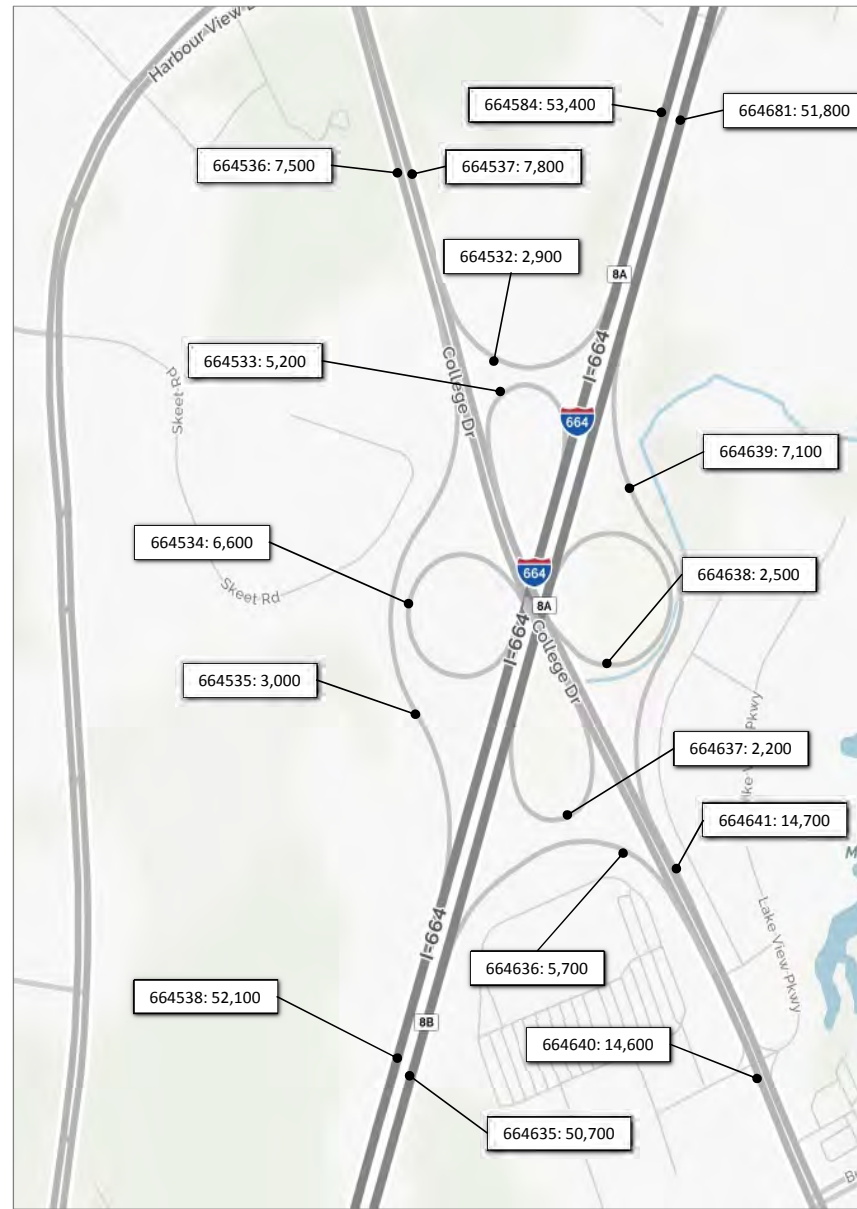 Harbour View B
664584: 53,400
664681: 51,800
664536: 7,500
664537: 7,800
664532: 2,900
8A
664533: 5,200
College Dr
I-664
Skeet Rd
664
664639: 7,100
664534: 6,600
664
664638: 2,500
Skeet Rd
8A
I-664
College Dr
664535: 3,000
Pkwy
664637: 2,200
664641: 14,700
M
I-664
Lake View Pkwy
664636: 5,700
664538: 52,100
8B
664640: 14,600
664635: 50,700